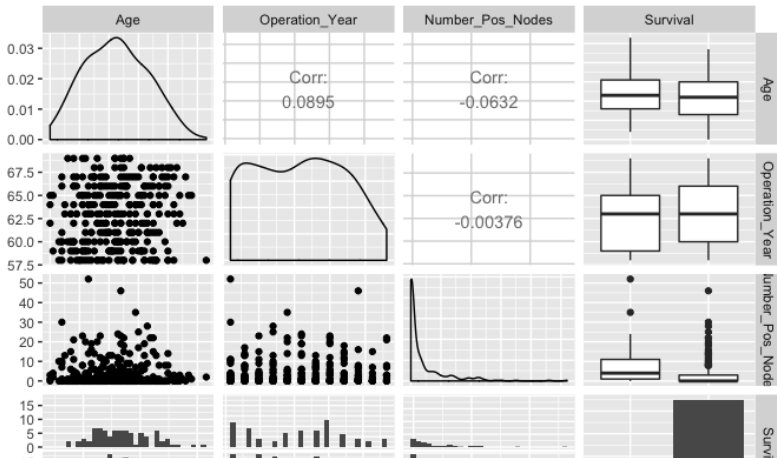 Age Operation_Year Number_Pos_Nodes Survival
0.03
0.02
0.01
0.00
Corr:
0.0895
Corr:
-0.0632
Age
67.5
65.0
62.5
60.0
57.5
Corr:
-0.00376
Operation_Year
50
40
30
20
10
0
umber_Pos_Node
15
10
5
0
Survi